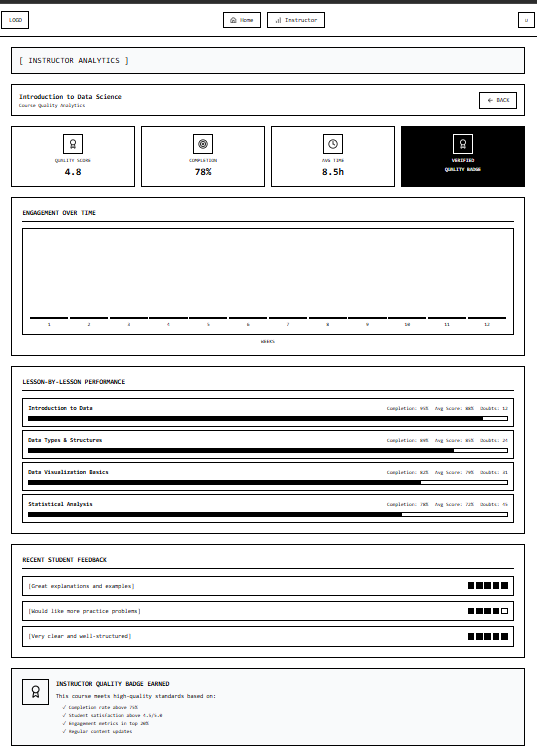 LOGO
Home
Instructor
U
[ INSTRUCTOR ANALYTICS ]
Introduction to Data Science
Course Quality Analytics
← BACK
QUALITY SCORE
4.8
COMPLETION
78%
AVG TIME
8.5h
VERIFIED
QUALITY BADGE
ENGAGEMENT OVER TIME
1 2 3 4 5 6 7 8 9 10 11 12
WEEKS
LESSON-BY-LESSON PERFORMANCE
Introduction to Data Completion: 95% Avg Score: 88% Doubts: 12
Data Types & Structures Completion: 89% Avg Score: 85% Doubts: 24
Data Visualization Basics Completion: 82% Avg Score: 79% Doubts: 31
Statistical Analysis Completion: 78% Avg Score: 72% Doubts: 45
RECENT STUDENT FEEDBACK
[Great explanations and examples]
[Would like more practice problems]
[Very clear and well-structured]
INSTRUCTOR QUALITY BADGE EARNED
This course meets high-quality standards based on:
✓ Completion rate above 75%
✓ Student satisfaction above 4.5/5.0
✓ Engagement metrics in top 20%
✓ Regular content updates